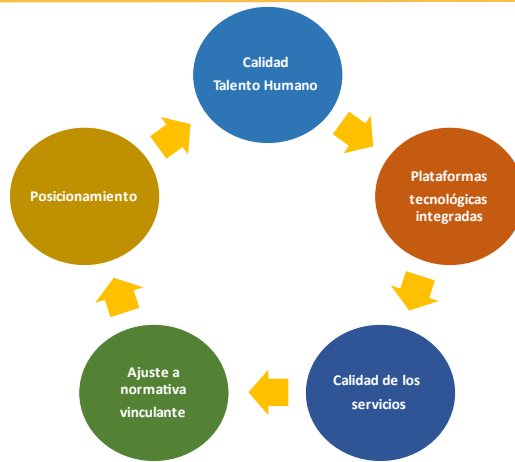 Calidad
Talento Humano
Plataformas
tecnológicas
integradas
Calidad de los
servicios
Ajuste a
normativa
vinculante
Posicionamiento